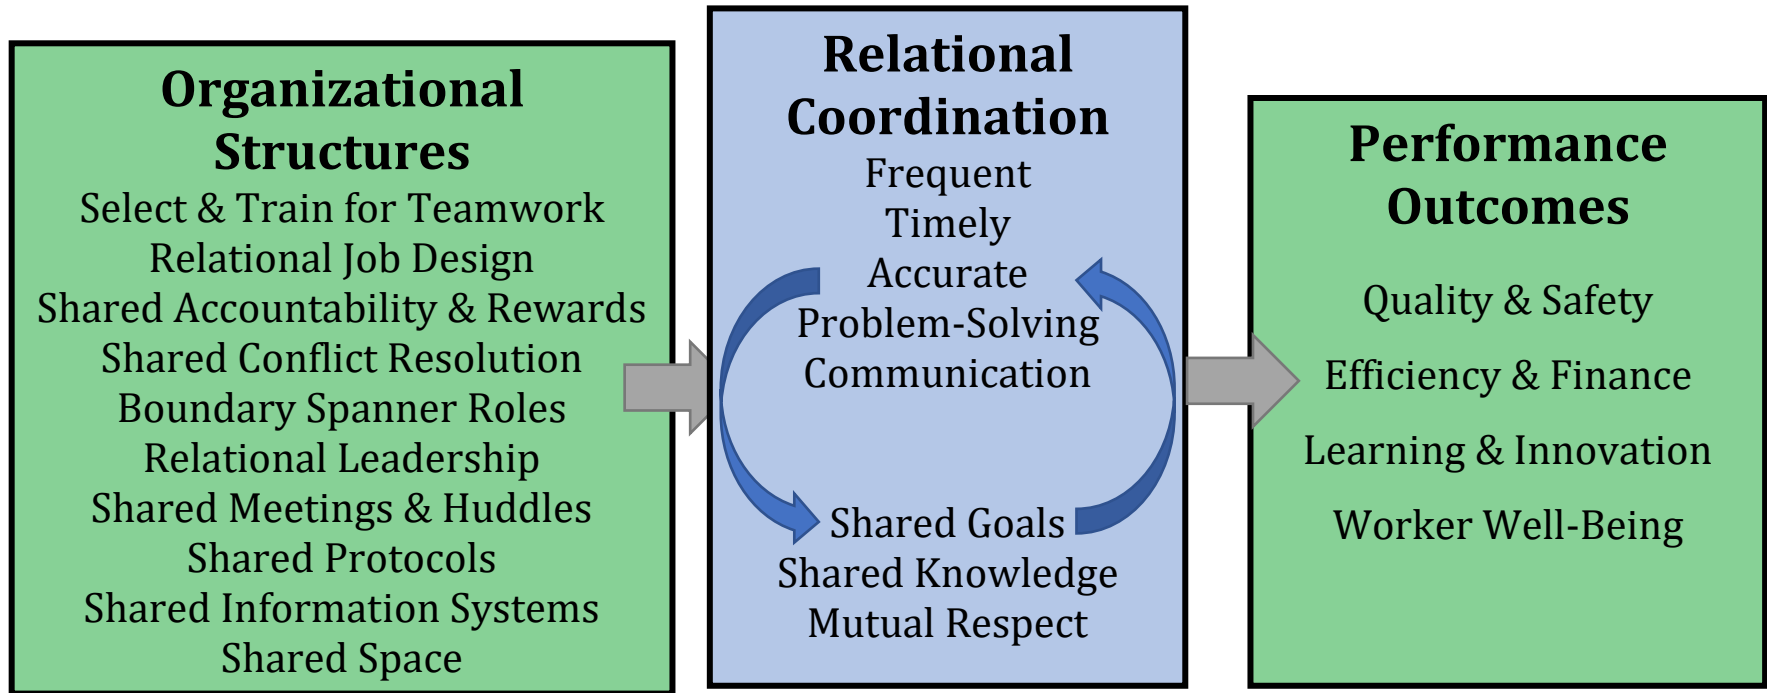 Organizational
Structures
Select & Train for Teamwork
Relational Job Design
Shared Accountability & Rewards
Shared Conflict Resolution
Boundary Spanner Roles
Relational Leadership
Shared Meetings & Huddles
Shared Protocols
Shared Information Systems
Shared Space
Relational
Coordination
Frequent
Timely
Accurate
Problem-Solving
Communication
Shared Goals
Shared Knowledge
Mutual Respect
Performance
Outcomes
Quality & Safety
Efficiency & Finance
Learning & Innovation
Worker Well-Being